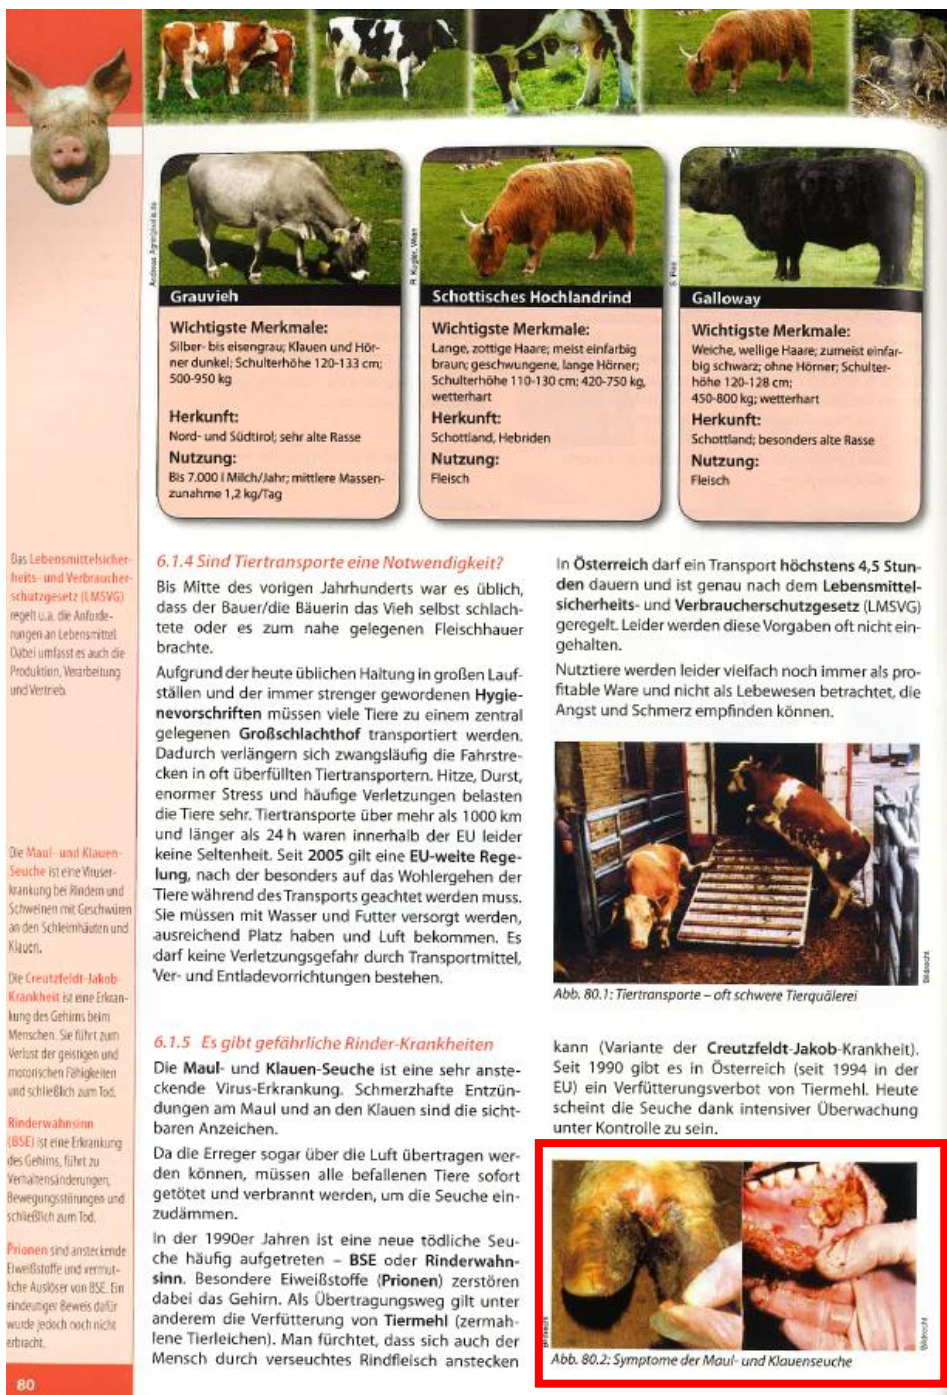 Andreas Agne/pixelio.de
Grauvieh
Wichtigste Merkmale:
Silber- bis eisengrau; Klauen und Hör-
ner dunkel; Schulterhöhe 120-133 cm;
500-950 kg
Herkunft:
Nord- und Südtirol; sehr alte Rasse
Nutzung:
Bis 7.000 l Milch/Jahr; mittlere Massen-
zunahme 1,2 kg/Tag
R. Kugler, Wien
Schottisches Hochlandrind
Wichtigste Merkmale:
Lange, zottige Haare; meist einfarbig
braun; geschwungene, lange Hörner;
Schulterhöhe 110-130 cm; 420-750 kg,
wetterhart
Herkunft:
Schottland, Hebriden
Nutzung:
Fleisch
Galloway
Wichtigste Merkmale:
Weiche, wellige Haare; zumeist einfar-
big schwarz; ohne Hörner; Schulter-
höhe 120-128 cm;
450-800 kg; wetterhart
Herkunft:
Schottland; besonders alte Rasse
Nutzung:
Fleisch
Das Lebensmittelsicher-
heits- und Verbraucher-
schutzgesetz (LMSVG)
regelt u.a. die Anforde-
rungen an Lebensmittel.
Dabei umfasst es auch die
Produktion, Verarbeitung
und Vertrieb.
Die Maul- und Klauen-
Seuche ist eine Viruser-
krankung bei Rindern und
Schweinen mit Geschwüren
an den Schleimhäuten und
Klauen.
Die Creutzfeldt-Jakob-
Krankheit ist eine Erkran-
kung des Gehirns beim
Menschen. Sie führt zum
Verlust der geistigen und
motorischen Fähigkeiten
und schließlich zum Tod.
Rinderwahnsinn
(BSE) ist eine Erkrankung
des Gehirns, führt zu
Verhaltensänderungen,
Bewegungsstörungen und
schließlich zum Tod.
Prionen sind ansteckende
Eiweißstoffe und vermut-
liche Auslöser von BSE. Ein
eindeutiger Beweis dafür
wurde jedoch noch nicht
erbracht.
6.1.4 Sind Tiertransporte eine Notwendigkeit?
Bis Mitte des vorigen Jahrhunderts war es üblich,
dass der Bauer/die Bäuerin das Vieh selbst schlach-
tete oder es zum nahe gelegenen Fleischhauer
brachte.
Aufgrund der heute üblichen Haltung in großen Lauf-
ställen und der immer strenger gewordenen Hygie-
nevorschriften müssen viele Tiere zu einem zentral
gelegenen Großschlachthof transportiert werden.
Dadurch verlängern sich zwangsläufig die Fahrstre-
cken in oft überfüllten Tiertransportern. Hitze, Durst,
enormer Stress und häufige Verletzungen belasten
die Tiere sehr. Tiertransporte über mehr als 1000 km
und länger als 24 h waren innerhalb der EU leider
keine Seltenheit. Seit 2005 gilt eine EU-weite Rege-
lung, nach der besonders auf das Wohlergehen der
Tiere während des Transports geachtet werden muss.
Sie müssen mit Wasser und Futter versorgt werden,
ausreichend Platz haben und Luft bekommen. Es
darf keine Verletzungsgefahr durch Transportmittel,
Ver- und Entladevorrichtungen bestehen.
In Österreich darf ein Transport höchstens 4,5 Stun-
den dauern und ist genau nach dem Lebensmittel-
sicherheits- und Verbraucherschutzgesetz (LMSVG)
geregelt. Leider werden diese Vorgaben oft nicht ein-
gehalten.
Nutztiere werden leider vielfach noch immer als pro-
fitable Ware und nicht als Lebewesen betrachtet, die
Angst und Schmerz empfinden können.
Bildrecht
Abb. 80.1: Tiertransporte – oft schwere Tierquälerei
6.1.5 Es gibt gefährliche Rinder-Krankheiten
Die Maul- und Klauen-Seuche ist eine sehr anste-
ckende Virus-Erkrankung. Schmerzhafte Entzün-
dungen am Maul und an den Klauen sind die sicht-
baren Anzeichen.
Da die Erreger sogar über die Luft übertragen wer-
den können, müssen alle befallenen Tiere sofort
getötet und verbrannt werden, um die Seuche ein-
zudämmen.
In der 1990er Jahren ist eine neue tödliche Seu-
che häufig aufgetreten – BSE oder Rinderwahn-
sinn. Besondere Eiweißstoffe (Prionen) zerstören
dabei das Gehirn. Als Übertragungsweg gilt unter
anderem die Verfütterung von Tiermehl (zermah-
lene Tierleichen). Man fürchtet, dass sich auch der
Mensch durch verseuchtes Rindfleisch anstecken
kann (Variante der Creutzfeldt-Jakob-Krankheit).
Seit 1990 gibt es in Österreich (seit 1994 in der
EU) ein Verfütterungsverbot von Tiermehl. Heute
scheint die Seuche dank intensiver Überwachung
unter Kontrolle zu sein.
Bildrecht
Bildrecht
Abb. 80.2: Symptome der Maul- und Klauenseuche
80